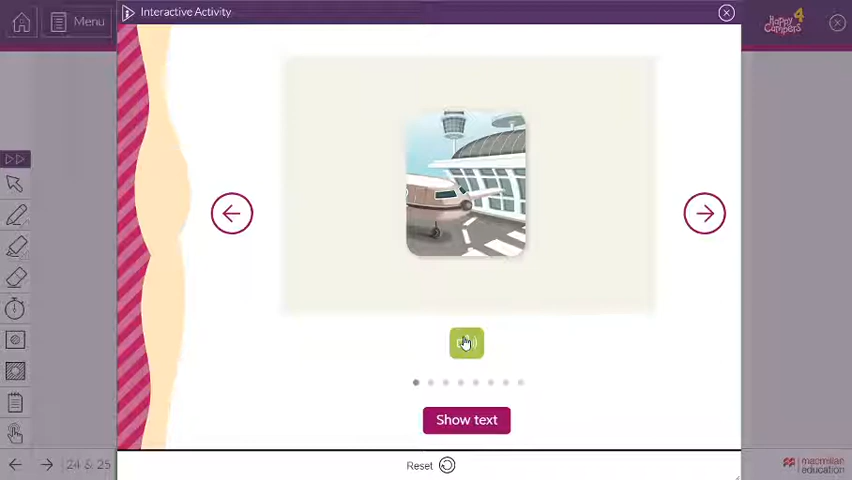 Interactive Activity
Menu
Happy Campers 4
Show text
Reset
24 & 25
macmillan
education